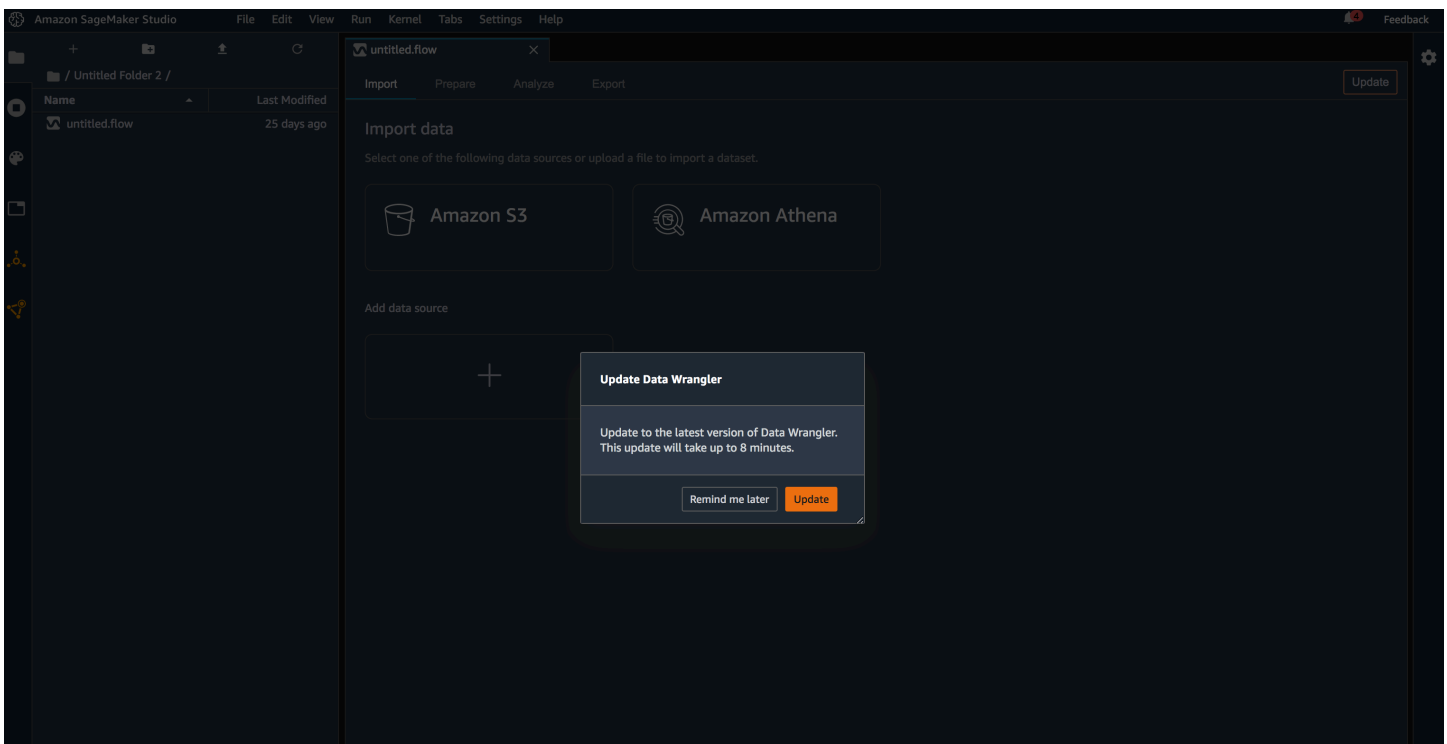 Amazon SageMaker Studio File Edit View Run Kernel Tabs Settings Help 4 Feedback
/ Untitled Folder 2 /
Name Last Modified
untitled.flow 25 days ago
untitled.flow
Import Prepare Analyze Export Update
Import data
Select one of the following data sources or upload a file to import a dataset.
Amazon S3 Amazon Athena
Add data source
Update Data Wrangler
Update to the latest version of Data Wrangler.
This update will take up to 8 minutes.
Remind me later Update